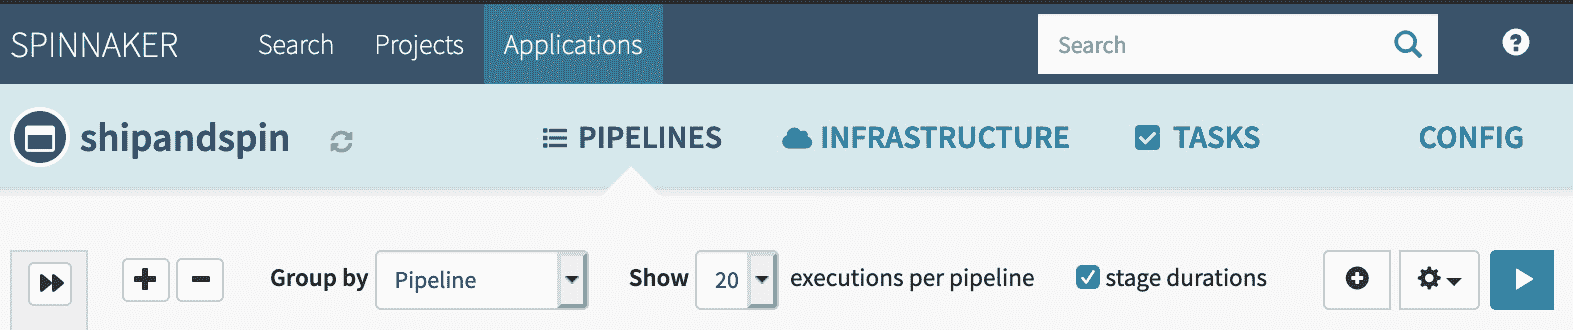 SPINNAKER Search Projects Applications Search
shipandspin PIPELINES INFRASTRUCTURE TASKS CONFIG
Group by Pipeline Show 20 executions per pipeline stage durations